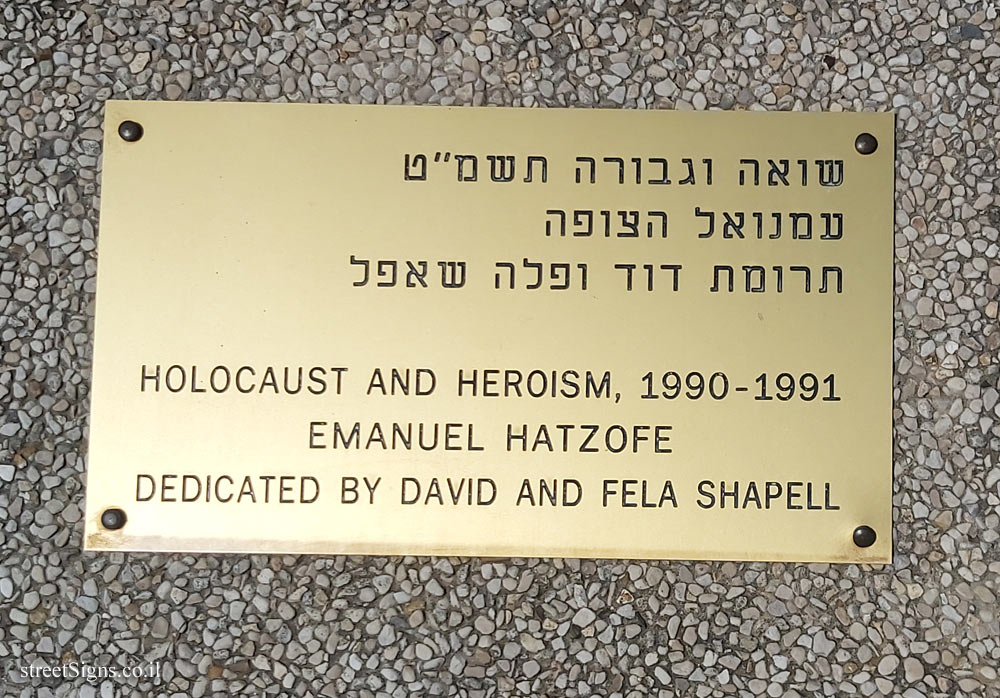 שואה וגבורה תשמ״ט
עמנואל הצופה
תרומת דוד ופלה שאפל
HOLOCAUST AND HEROISM, 1990-1991
EMANUEL HATZOFE
DEDICATED BY DAVID AND FELA SHAPELL
streetSigns.co.il